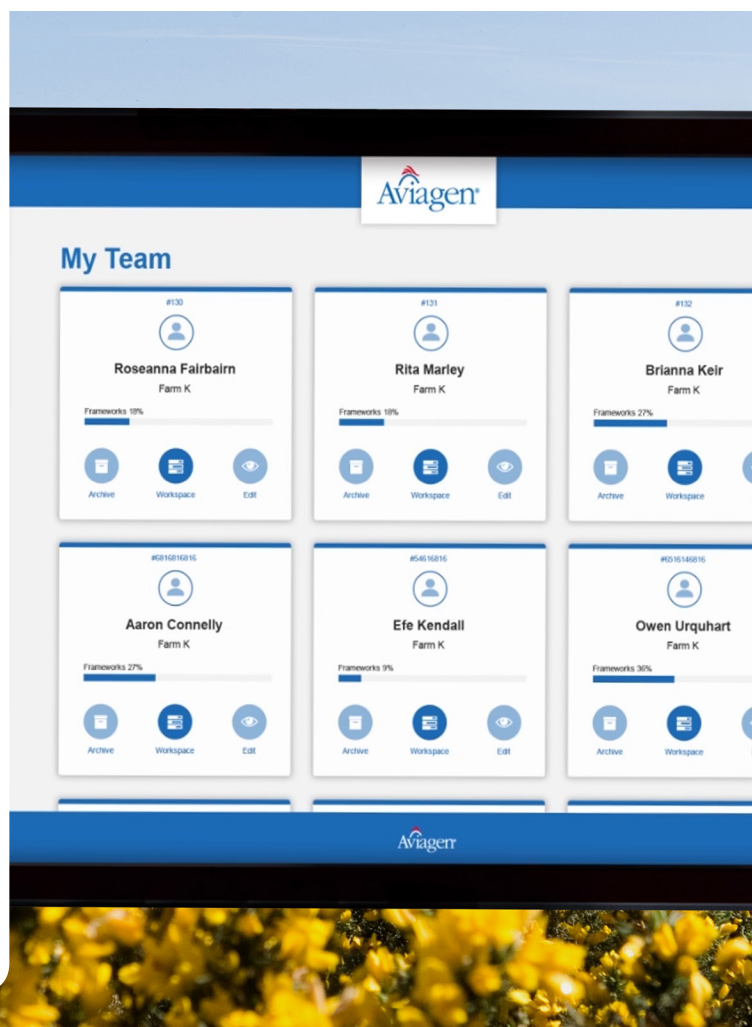 Aviagen®
My Team
#130
Roseanna Fairbairn
Farm K
Frameworks 18%
Archive
Workspace
Edit
#131
Rita Marley
Farm K
Frameworks 18%
Archive
Workspace
Edit
#132
Brianna Keir
Farm K
Frameworks 27%
Archive
Workspace
#6816816816
Aaron Connelly
Farm K
Frameworks 27%
Archive
Workspace
Edit
#54616816
Efe Kendall
Farm K
Frameworks 9%
Archive
Workspace
Edit
#6516146816
Owen Urquhart
Farm K
Frameworks 36%
Archive
Workspace
Aviagen